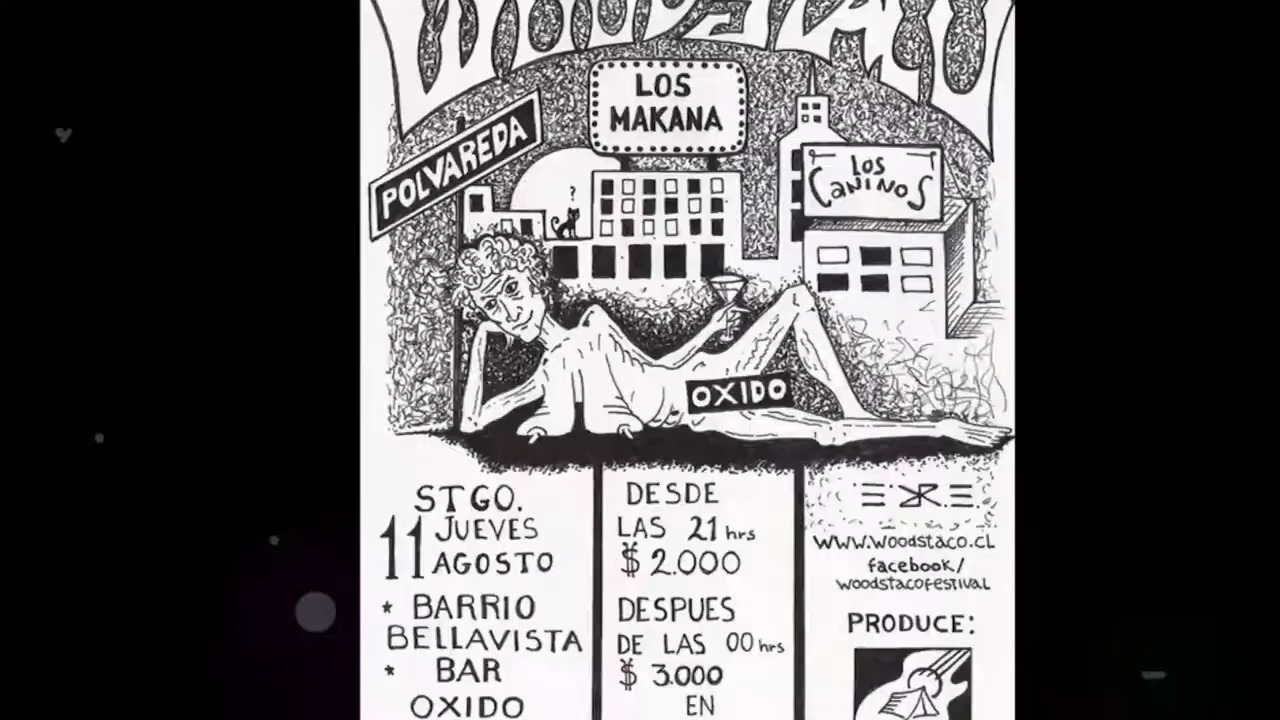 WOODSTACO
LOS
MAKANA
POLVAREDA
LOS
CANINOS
?
OXIDO
STGO.
11 JUEVES
AGOSTO
* BARRIO
BELLAVISTA
* BAR
OXIDO
DESDE
LAS 21 hrs
$ 2.000
DESPUES
DE LAS 00 hrs
$ 3.000
EN
WWW.WOODSTACO.CL
facebook/
WOODSTACOFESTIVAL
PRODUCE: